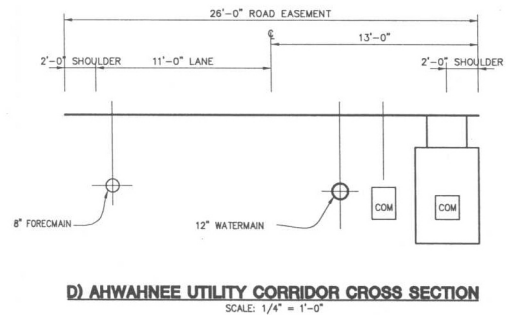 26'-0" ROAD EASEMENT
℄
13'-0"
2'-0" SHOULDER
11'-0" LANE
2'-0" SHOULDER
COM
COM
8" FORECMAIN
12" WATERMAIN
D) AHWAHNEE UTILITY CORRIDOR CROSS SECTION
SCALE: 1/4" = 1'-0"